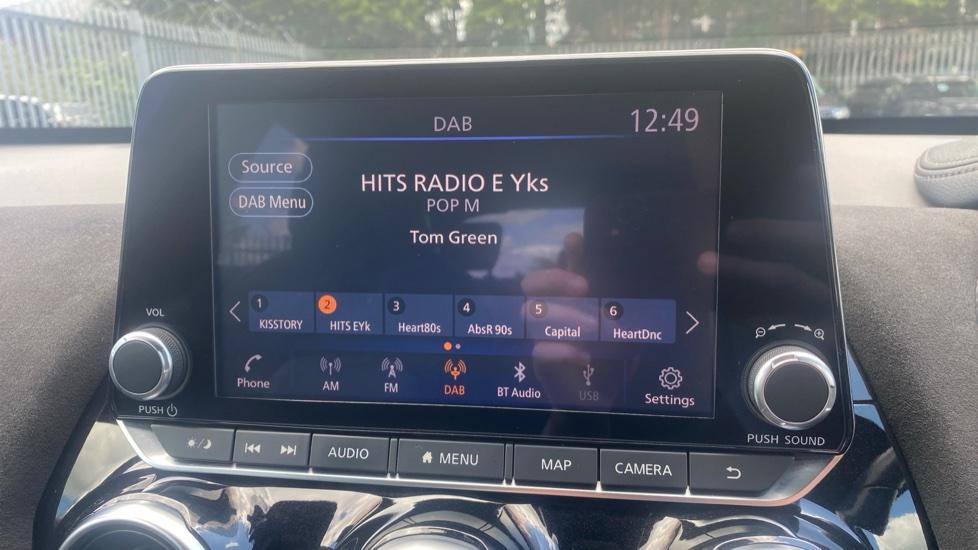 DAB
12:49
Source
DAB Menu
HITS RADIO E Yks
POP M
Tom Green
1 KISSTORY
2 HITS EYk
3 Heart80s
4 AbsR 90s
5 Capital
6 HeartDnc
Phone
AM
FM
DAB
BT Audio
USB
Settings
VOL
PUSH
PUSH SOUND
AUDIO
MENU
MAP
CAMERA